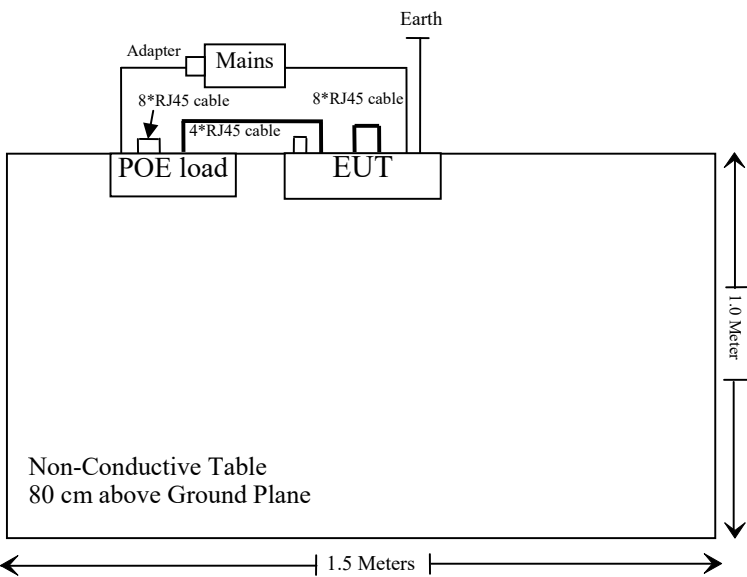 Earth
Adapter
Mains
8*RJ45 cable
8*RJ45 cable
4*RJ45 cable
POE load
EUT
1.0 Meter
Non-Conductive Table
80 cm above Ground Plane
1.5 Meters